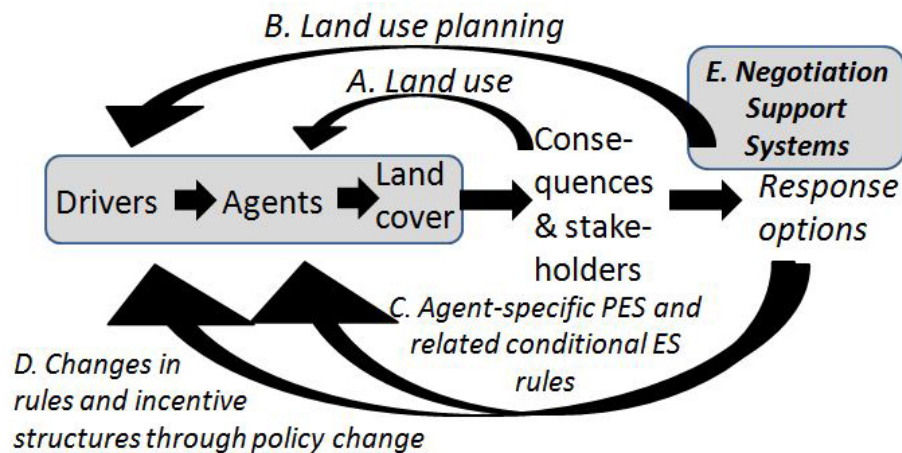 B. Land use planning
A. Land use
E. Negotiation
Support
Systems
Drivers
Agents
Land
cover
Conse-
quences
& stake-
holders
Response
options
C. Agent-specific PES and
related conditional ES
rules
D. Changes in
rules and incentive
structures through policy change